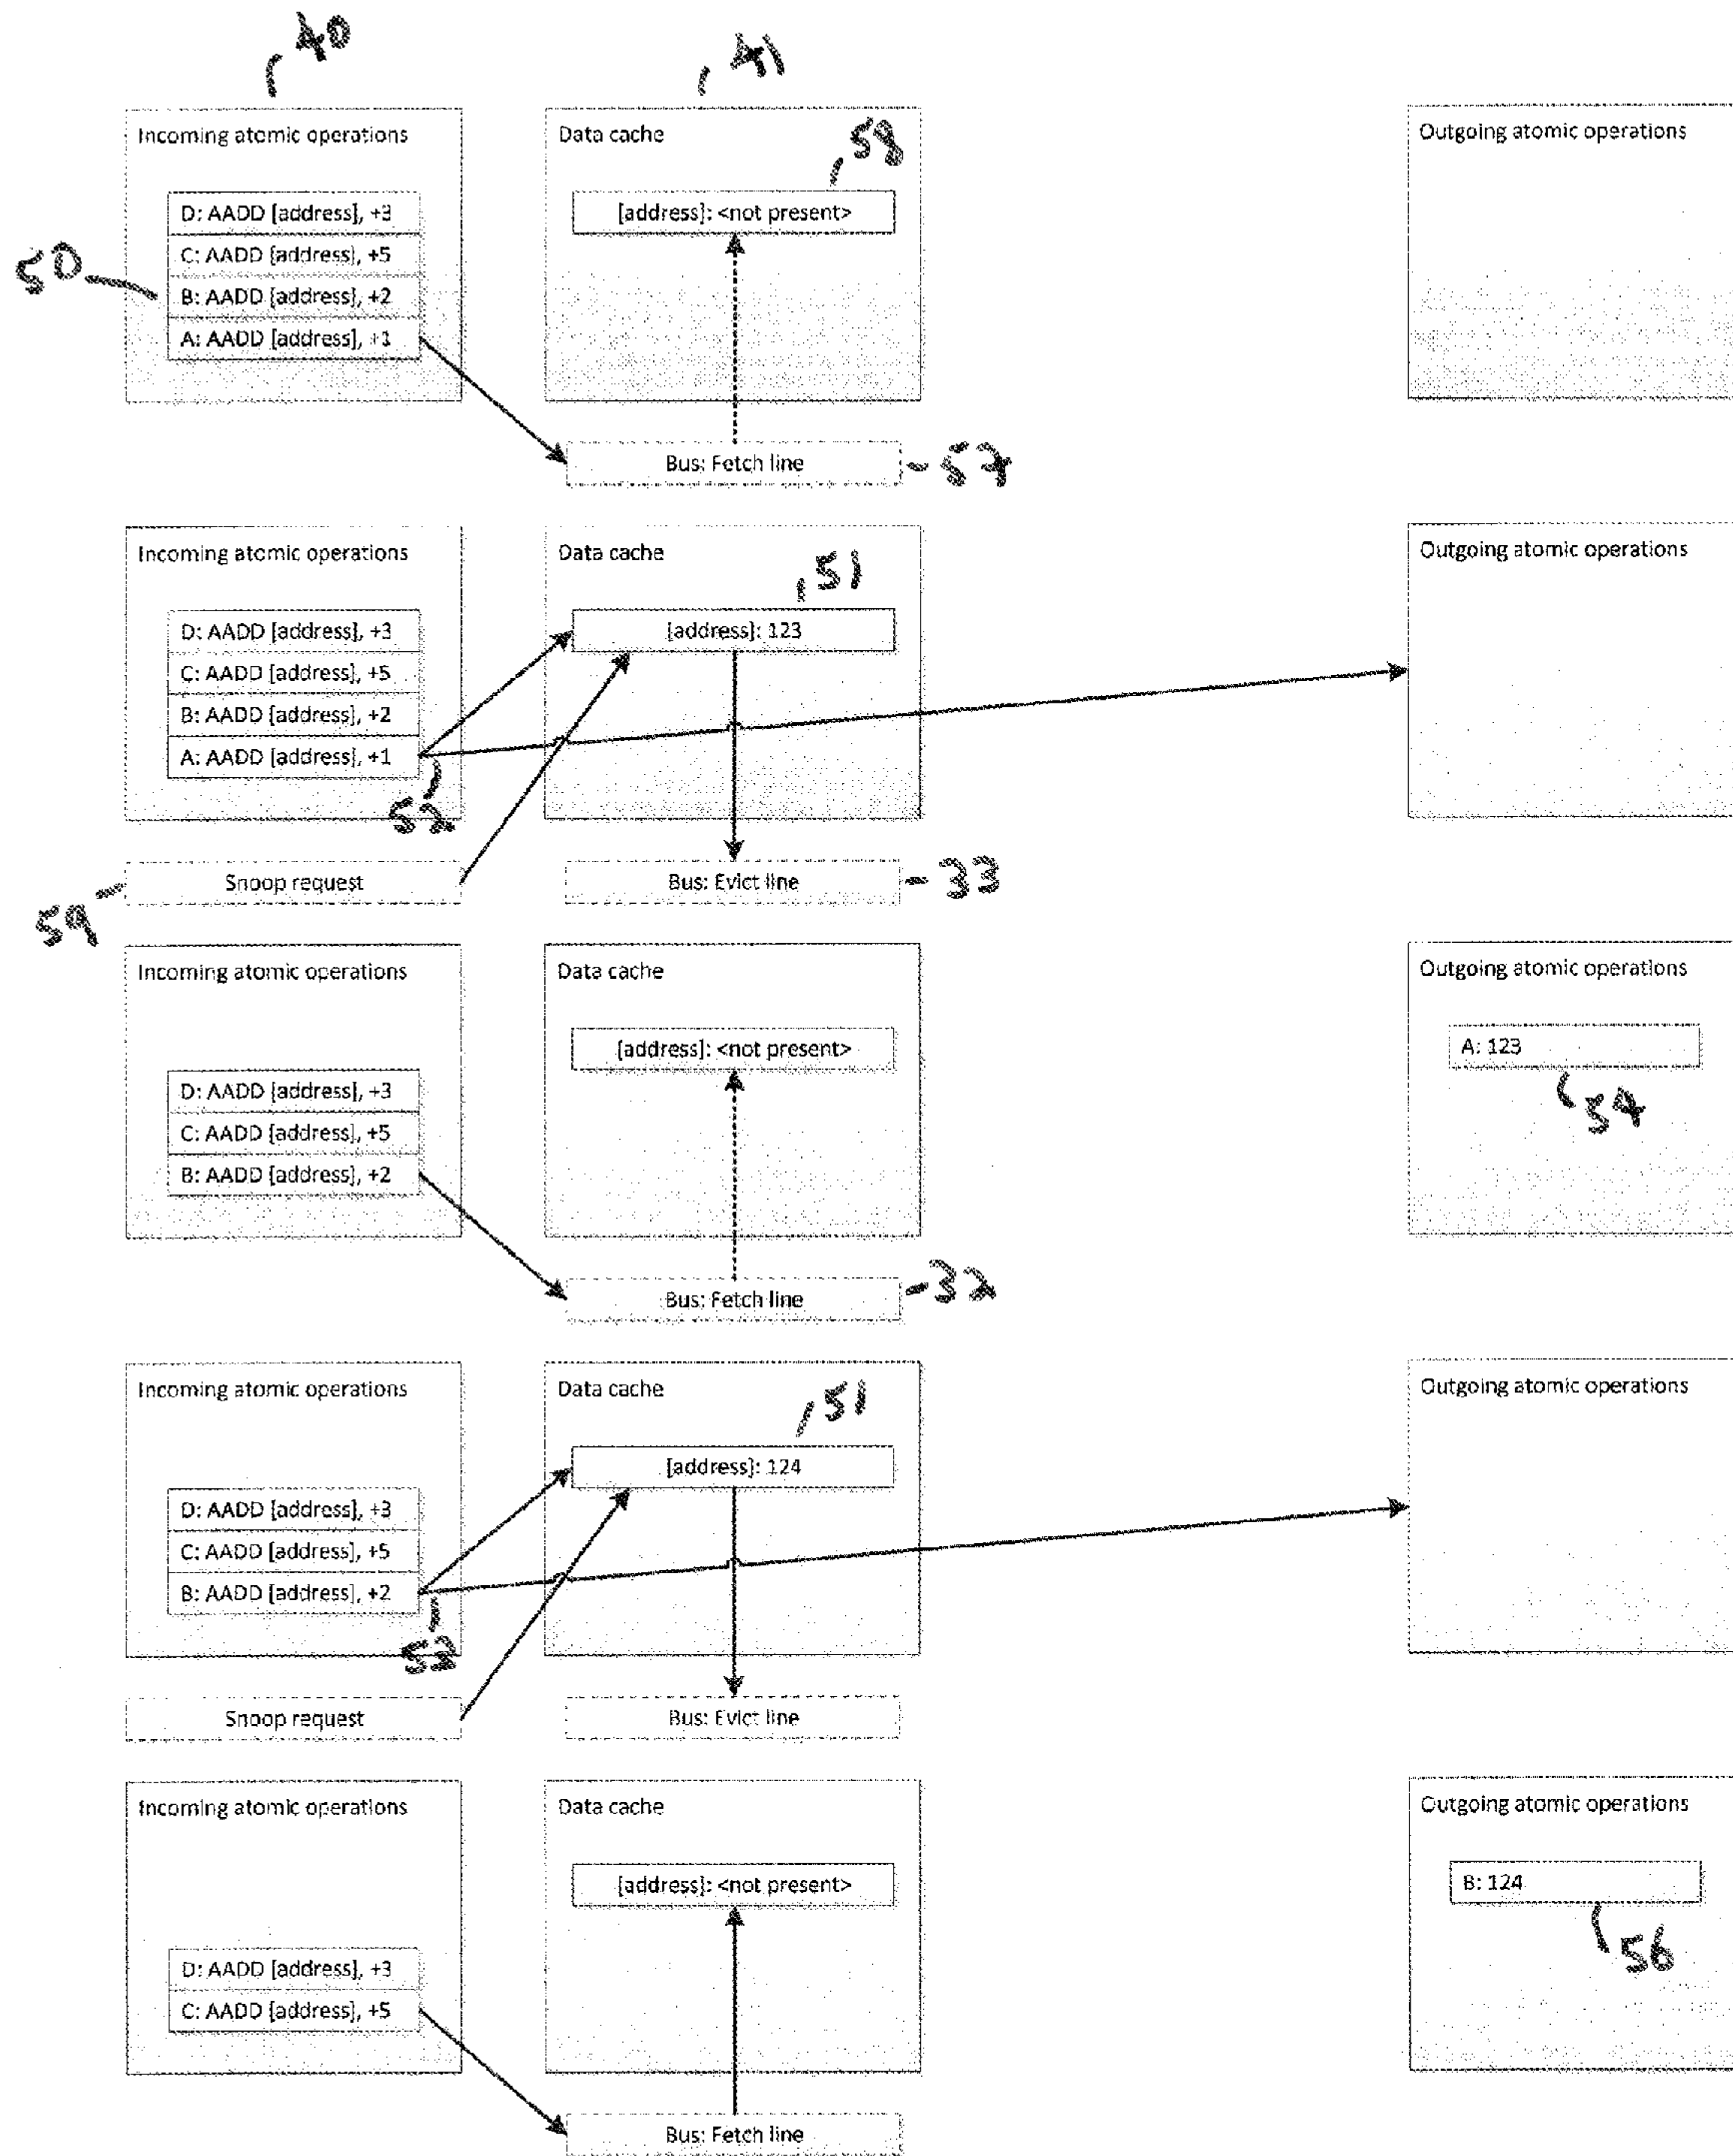 40
41
Incoming atomic operations
Data cache
Outgoing atomic operations
58
D: AADD [address], +3
[address]: <not present>
C: AADD [address], +5
50
B: AADD [address], +2
A: AADD [address], +1
Bus: Fetch line
57
Incoming atomic operations
Data cache
Outgoing atomic operations
51
D: AADD [address], +3
[address]: 123
C: AADD [address], +5
B: AADD [address], +2
A: AADD [address], +1
52
Snoop request
Bus: Evict line
33
59
Incoming atomic operations
Data cache
Outgoing atomic operations
[address]: <not present>
A: 123
D: AADD [address], +3
54
C: AADD [address], +5
B: AADD [address], +2
Bus: Fetch line
32
Incoming atomic operations
Data cache
Outgoing atomic operations
51
[address]: 124
D: AADD [address], +3
C: AADD [address], +5
B: AADD [address], +2
53
Snoop request
Bus: Evict line
Incoming atomic operations
Data cache
Outgoing atomic operations
[address]: <not present>
B: 124
56
D: AADD [address], +3
C: AADD [address], +5
Bus: Fetch line